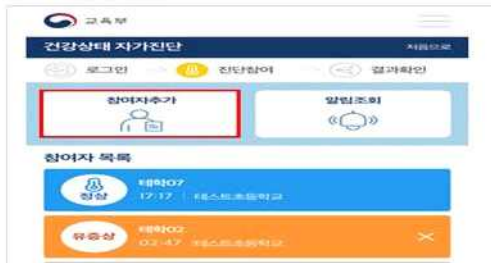 교육부
건강상태 자가진단 처음으로
로그인 진단참여 결과확인
참여자추가 알림조회
참여자 목록
정상 테학07
17:17 테스트초등학교
유증상 테학02
02:47 테스트초등학교